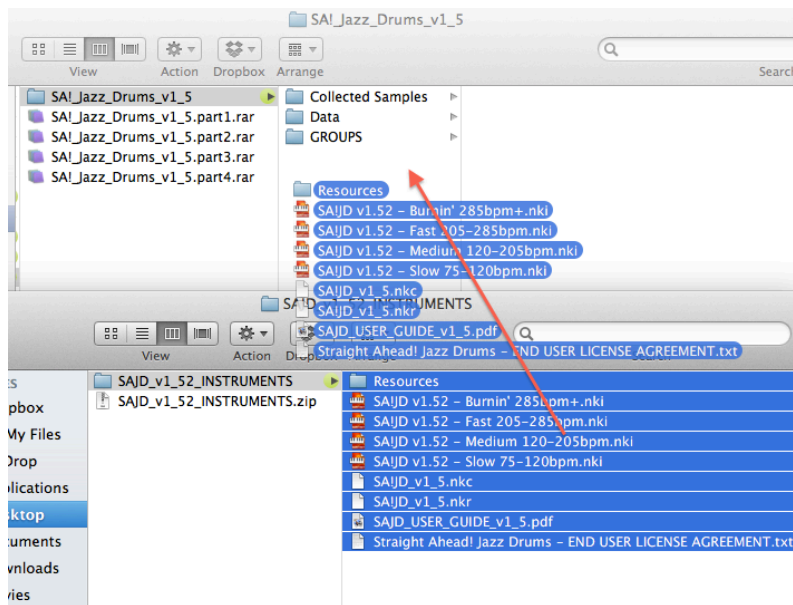 SA!_Jazz_Drums_v1_5
View Action Dropbox Arrange Search
SA!_Jazz_Drums_v1_5
SA!_Jazz_Drums_v1_5.part1.rar
SA!_Jazz_Drums_v1_5.part2.rar
SA!_Jazz_Drums_v1_5.part3.rar
SA!_Jazz_Drums_v1_5.part4.rar
Collected Samples
Data
GROUPS
Resources
SA!JD v1.52 – Burnin' 285bpm+.nki
SA!JD v1.52 – Fast 205–285bpm.nki
SA!JD v1.52 – Medium 120–205bpm.nki
SA!JD v1.52 – Slow 75–120bpm.nki
SA!JD_v1_5.nkc
SA!JD_v1_5.nkr
SAJD_USER_GUIDE_v1_5.pdf
Straight Ahead! Jazz Drums – END USER LICENSE AGREEMENT.txt
SAJD_v1_52_INSTRUMENTS
View Action Dropbox Arrange Search
pbox
My Files
Drop
plications
sktop
cuments
wnloads
vies
SAJD_v1_52_INSTRUMENTS
SAJD_v1_52_INSTRUMENTS.zip
Resources
SA!JD v1.52 – Burnin' 285bpm+.nki
SA!JD v1.52 – Fast 205–285bpm.nki
SA!JD v1.52 – Medium 120–205bpm.nki
SA!JD v1.52 – Slow 75–120bpm.nki
SA!JD_v1_5.nkc
SA!JD_v1_5.nkr
SAJD_USER_GUIDE_v1_5.pdf
Straight Ahead! Jazz Drums – END USER LICENSE AGREEMENT.txt